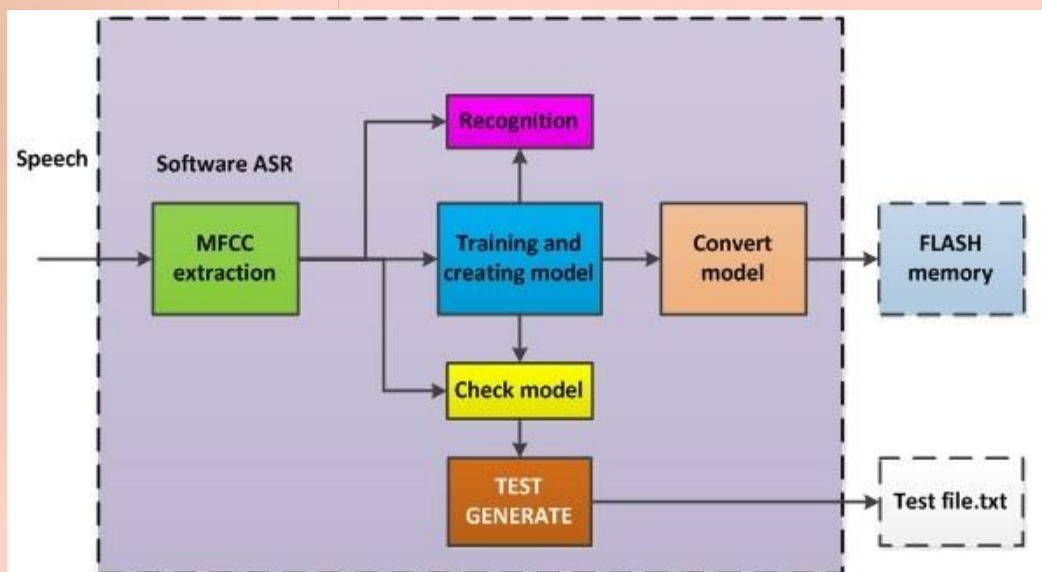 Recognition
Speech
Software ASR
MFCC
extraction
Training and
creating model
Convert
model
FLASH
memory
Check model
TEST
GENERATE
Test file.txt